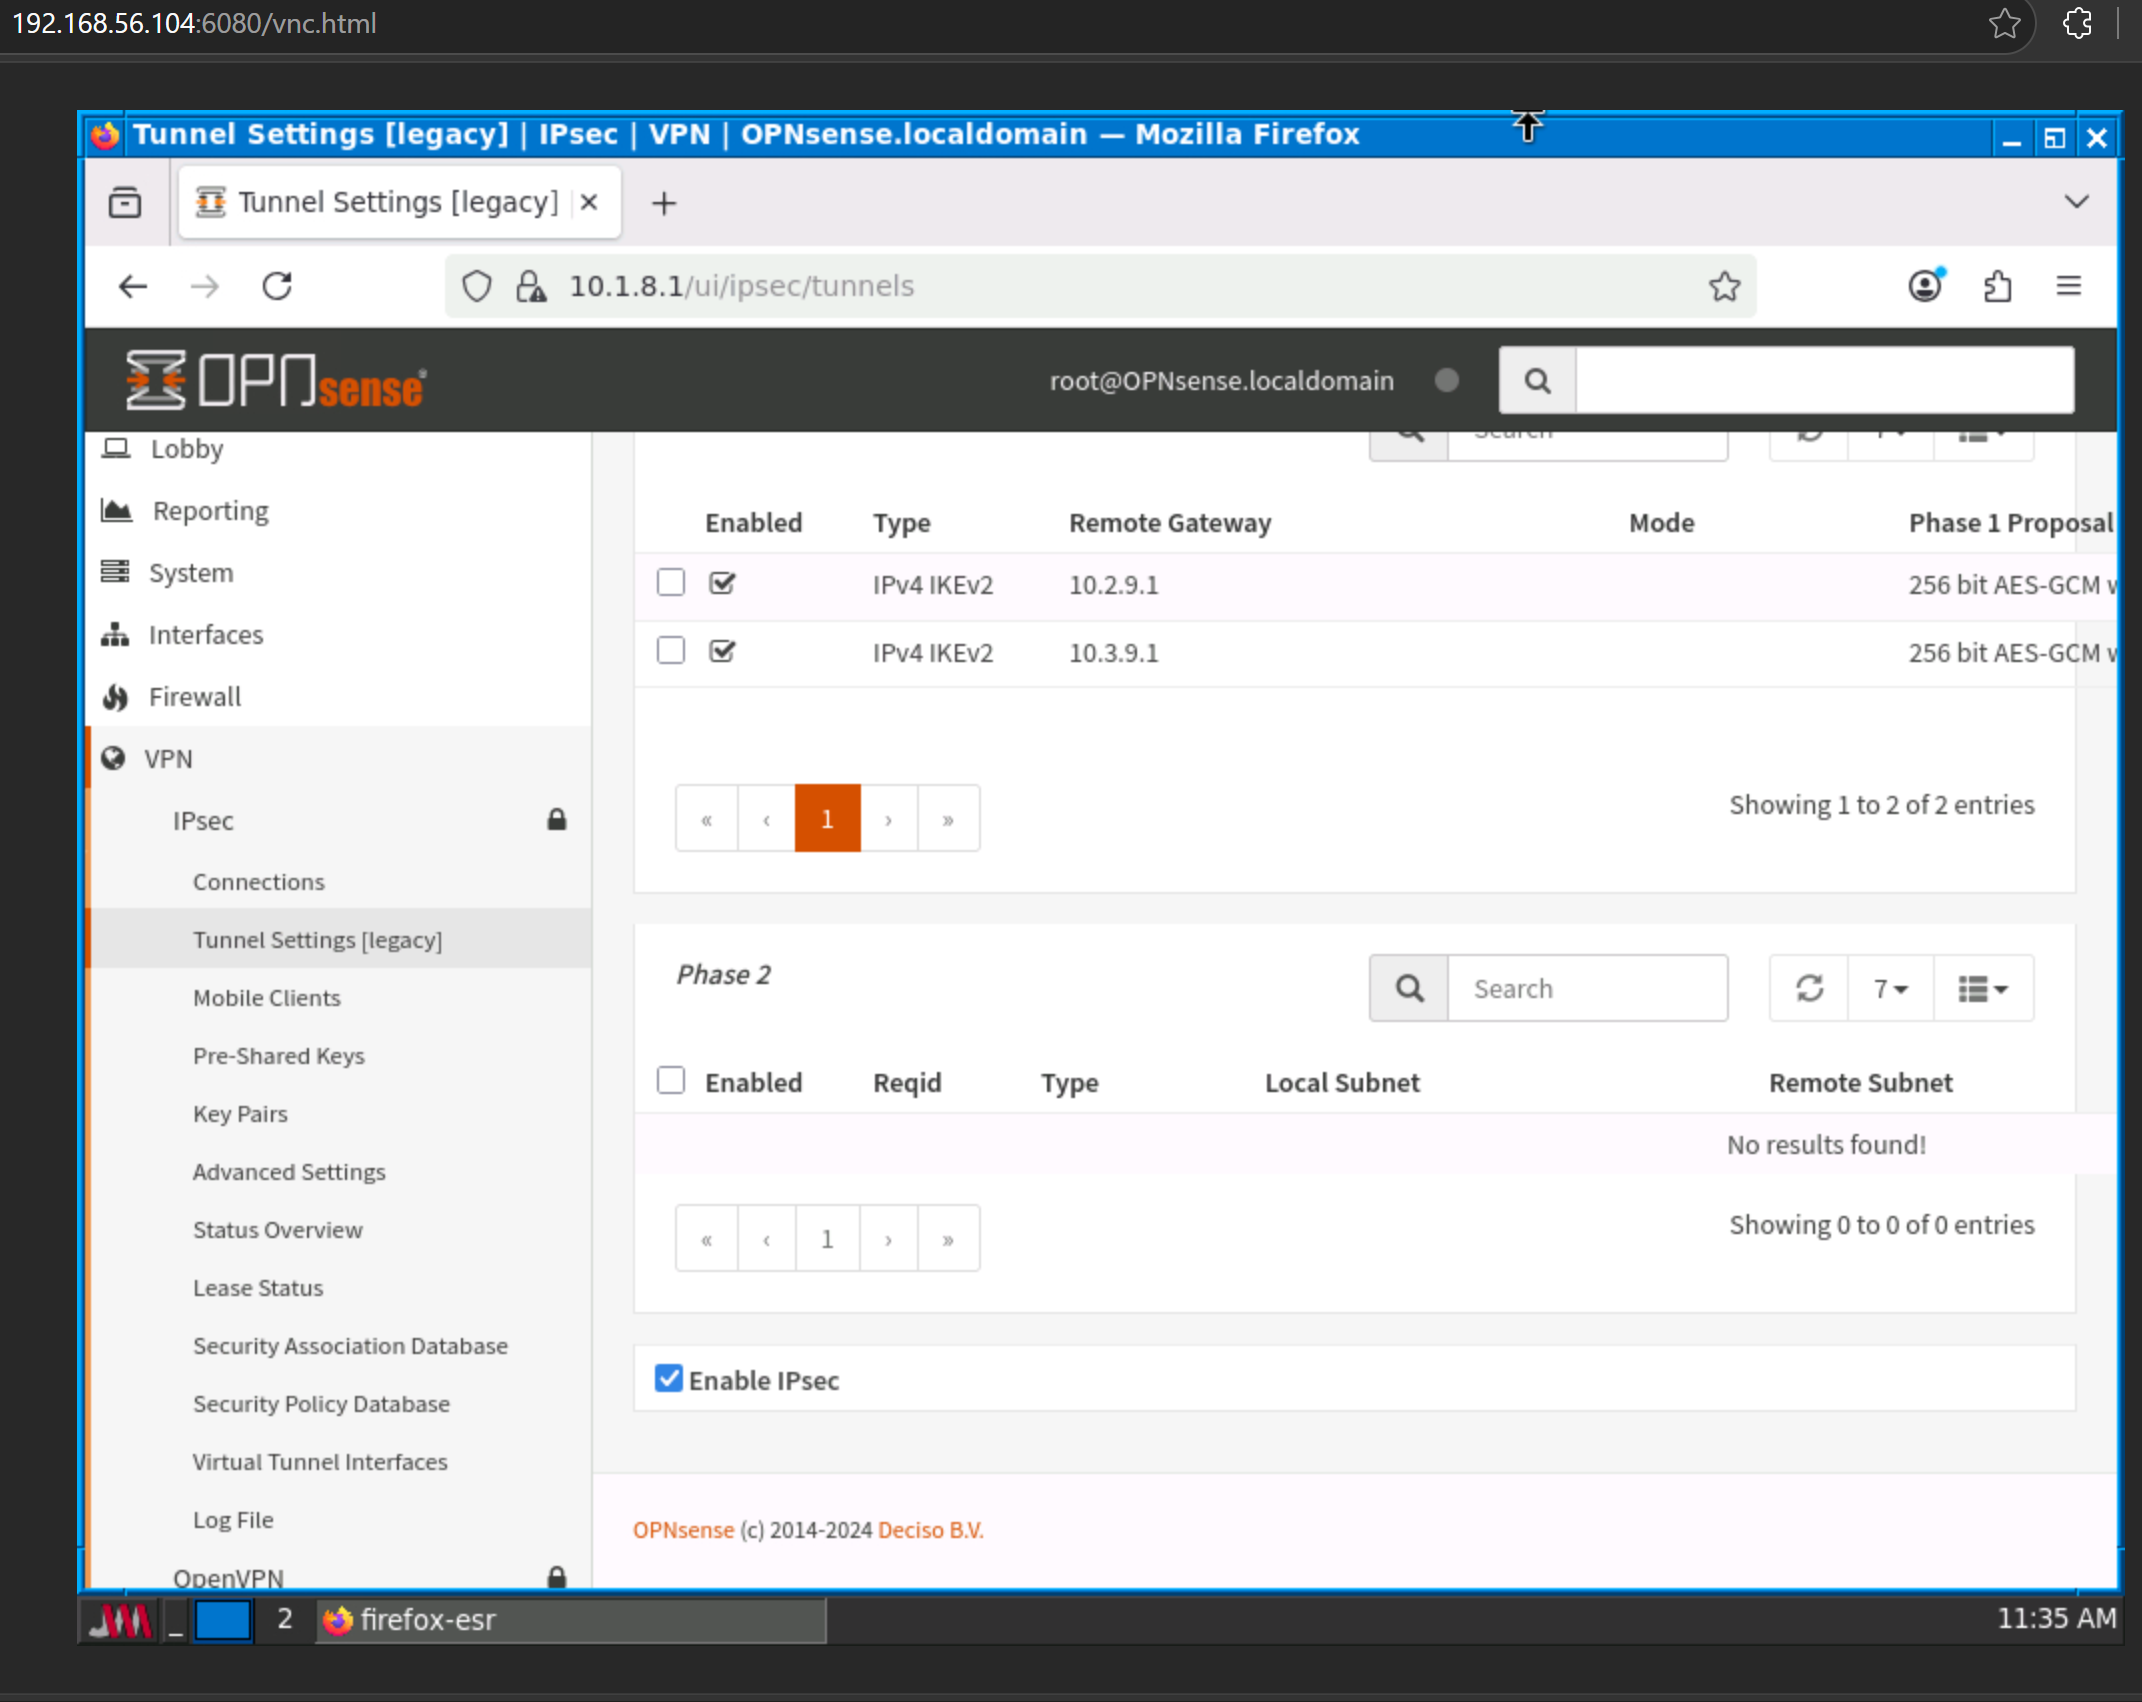 192.168.56.104:6080/vnc.html
Tunnel Settings [legacy] | IPsec | VPN | OPNsense.localdomain — Mozilla Firefox
Tunnel Settings [legacy]
10.1.8.1/ui/ipsec/tunnels
OPNsense
root@OPNsense.localdomain
Lobby
Reporting
System
Interfaces
Firewall
VPN
IPsec
Connections
Tunnel Settings [legacy]
Mobile Clients
Pre-Shared Keys
Key Pairs
Advanced Settings
Status Overview
Lease Status
Security Association Database
Security Policy Database
Virtual Tunnel Interfaces
Log File
OpenVPN
Search
Enabled Type Remote Gateway Mode Phase 1 Proposal
IPv4 IKEv2 10.2.9.1 256 bit AES-GCM
IPv4 IKEv2 10.3.9.1 256 bit AES-GCM
« ‹ 1 › »
Showing 1 to 2 of 2 entries
Phase 2
Search
7
Enabled Reqid Type Local Subnet Remote Subnet
No results found!
« ‹ 1 › »
Showing 0 to 0 of 0 entries
Enable IPsec
OPNsense (c) 2014-2024 Deciso B.V.
2
firefox-esr
11:35 AM